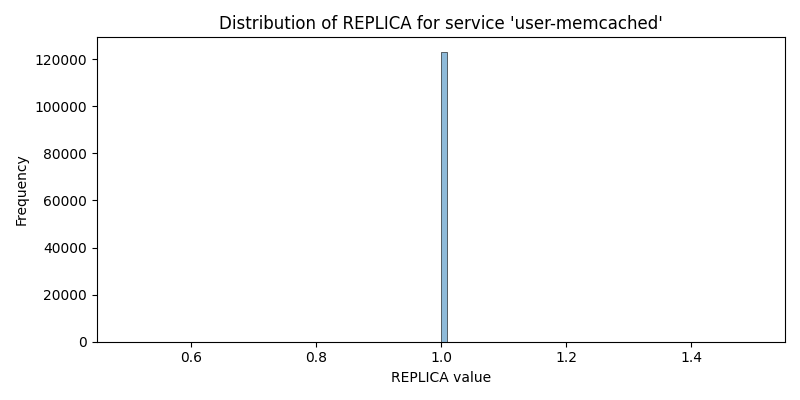 Distribution of REPLICA for service 'user-memcached'
120000
100000
80000
60000
40000
20000
0
Frequency
0.6 0.8 1.0 1.2 1.4
REPLICA value